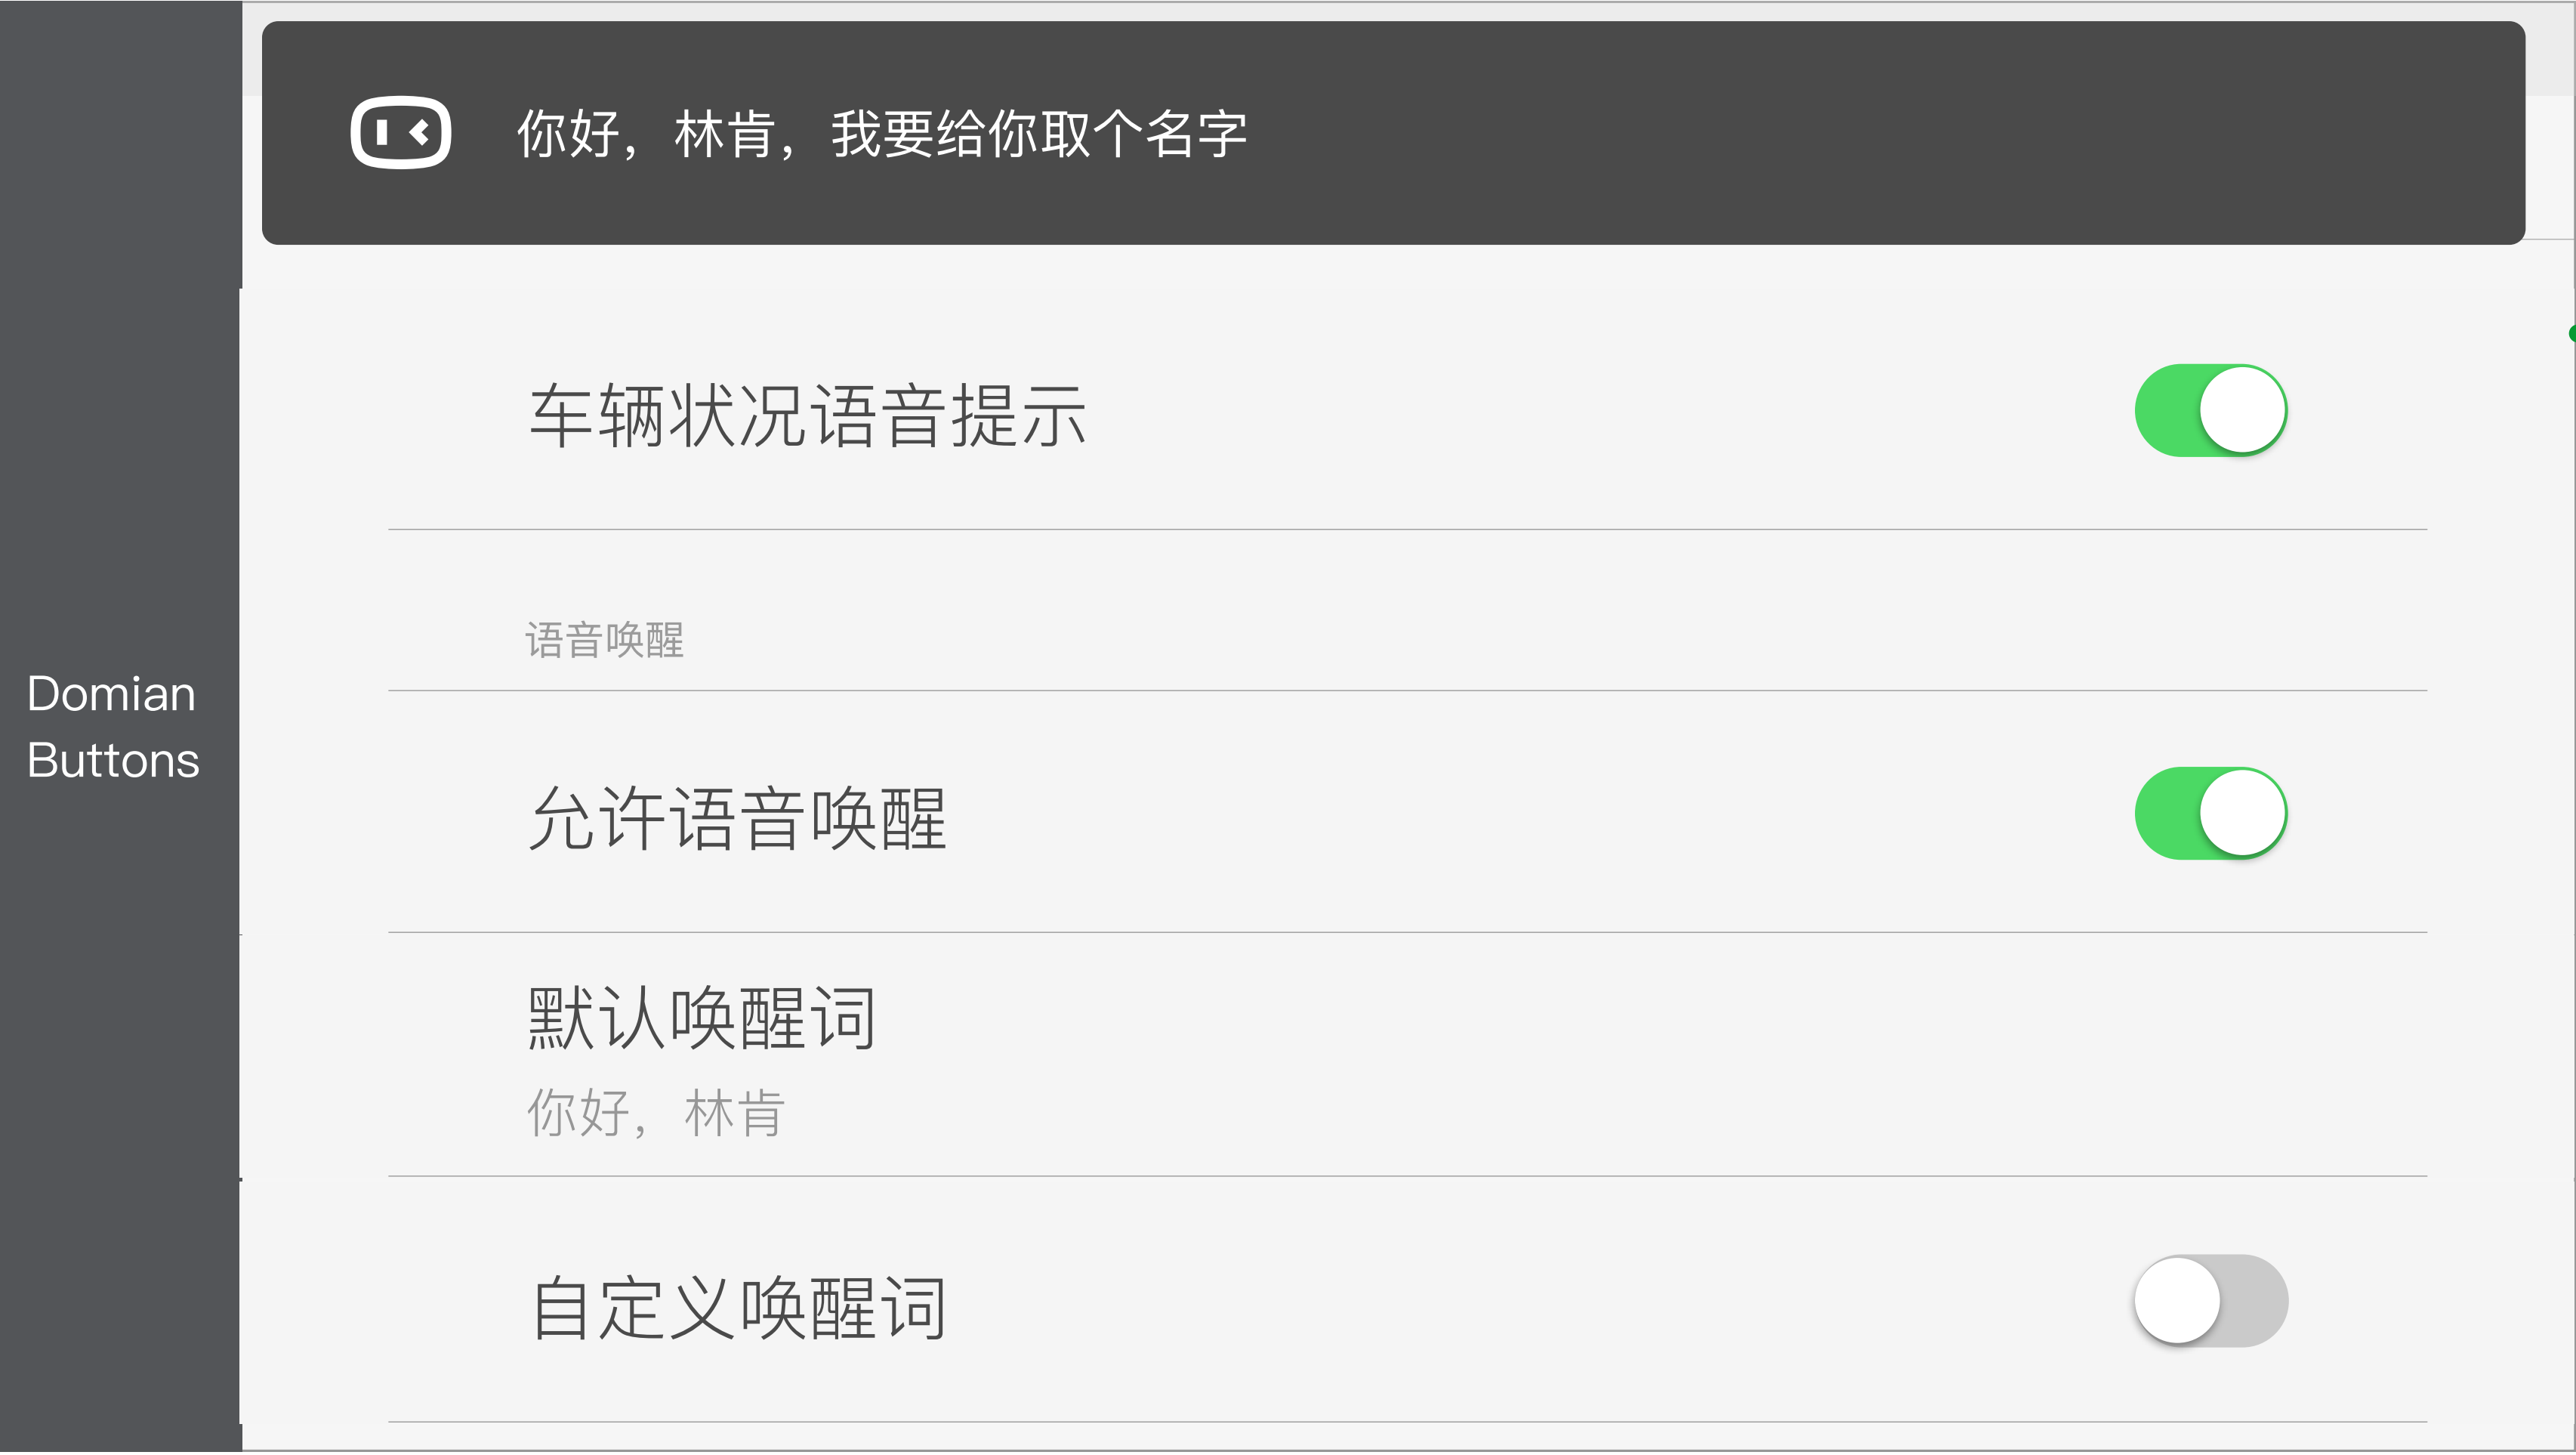 你好，林肯，我要给你取个名字
车辆状况语音提示
语音唤醒
Domian
Buttons
允许语音唤醒
默认唤醒词
你好，林肯
自定义唤醒词